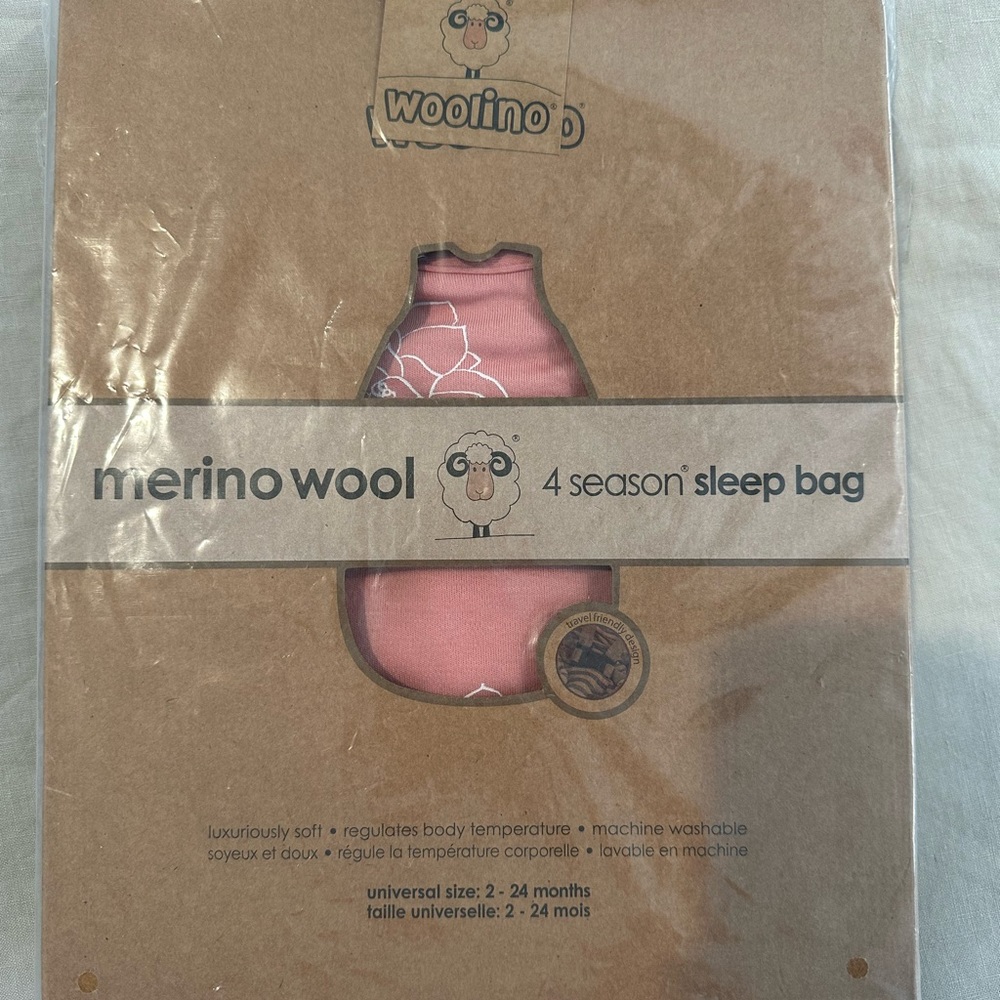 woolino®
merino wool ® 4 season® sleep bag
travel friendly design
luxuriously soft • regulates body temperature • machine washable
soyeux et doux • régule la température corporelle • lavable en machine
universal size: 2 - 24 months
taille universelle: 2 - 24 mois